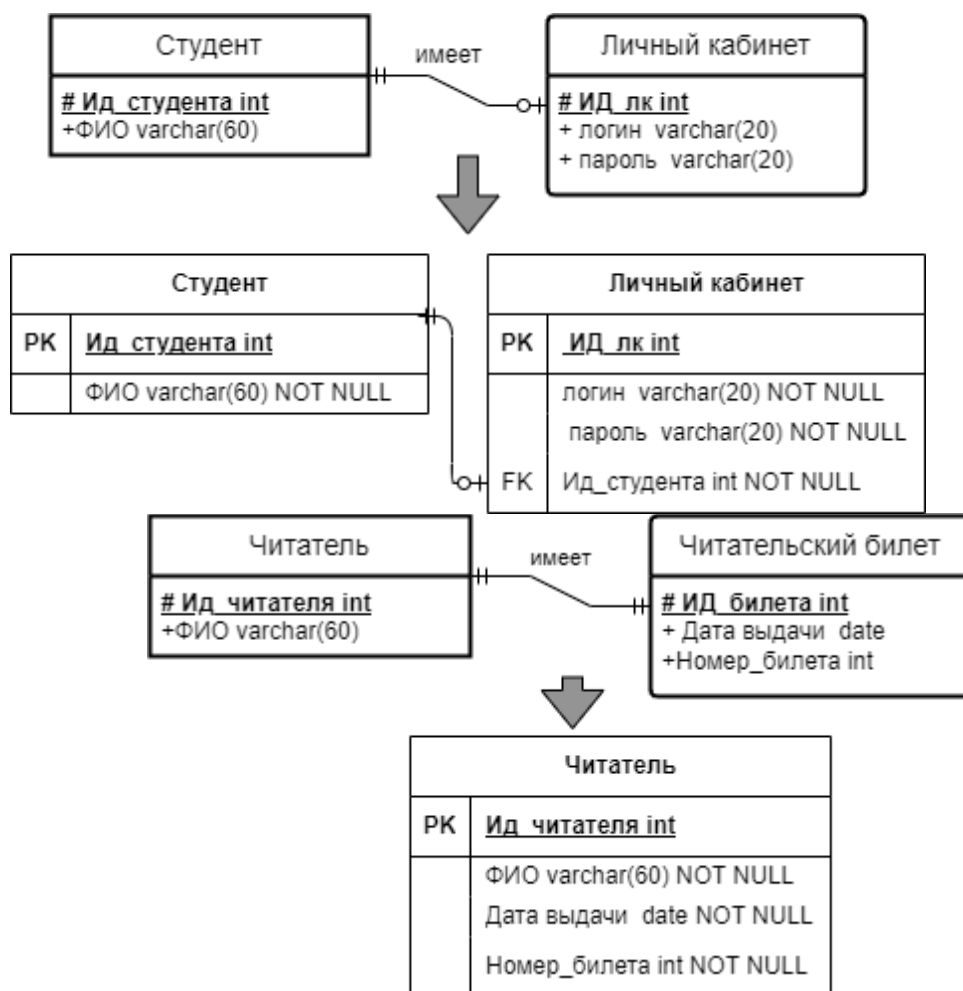 Студент
# Ид_студента int
+ФИО varchar(60)
имеет
Личный кабинет
# ИД_лк int
+ логин varchar(20)
+ пароль varchar(20)
Студент
PK Ид_студента int
ФИО varchar(60) NOT NULL
Личный кабинет
PK ИД_лк int
логин varchar(20) NOT NULL
пароль varchar(20) NOT NULL
FK Ид_студента int NOT NULL
Читатель
# Ид_читателя int
+ФИО varchar(60)
имеет
Читательский билет
# ИД_билета int
+ Дата выдачи date
+Номер_билета int
Читатель
PK Ид_читателя int
ФИО varchar(60) NOT NULL
Дата выдачи date NOT NULL
Номер_билета int NOT NULL